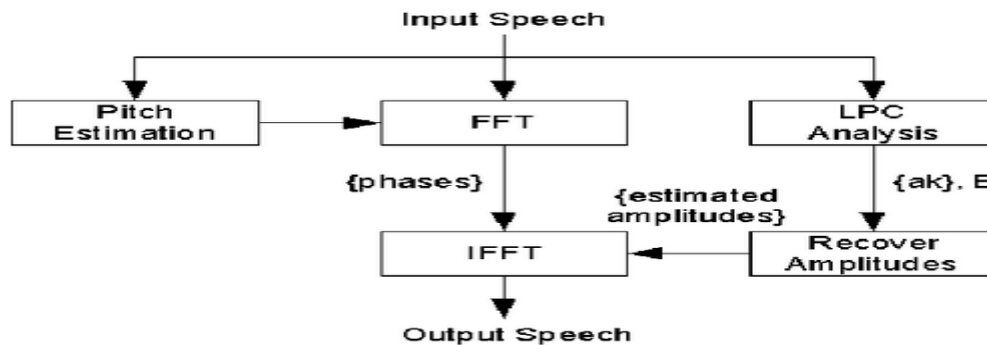 Input Speech
Pitch
Estimation
FFT
LPC
Analysis
{phases}
{estimated
amplitudes}
{ak}, E
IFFT
Recover
Amplitudes
Output Speech